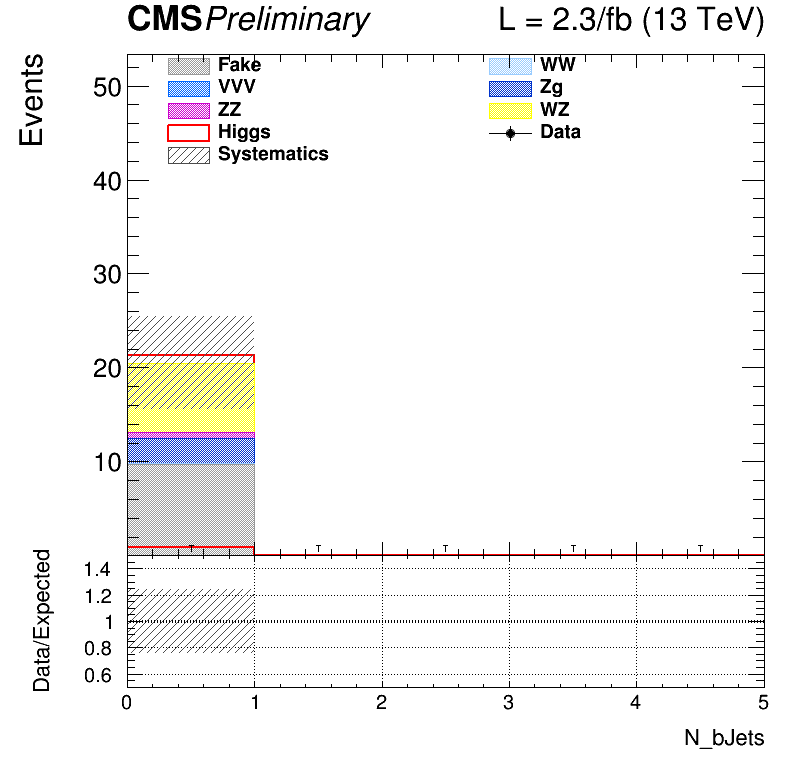 CMS Preliminary L = 2.3/fb (13 TeV)
Events
Fake WW
VVV Zg
ZZ WZ
Higgs Data
Systematics
50
40
30
20
10
Data/Expected
1.4
1.2
1
0.8
0.6
0 1 2 3 4 5
N_bJets